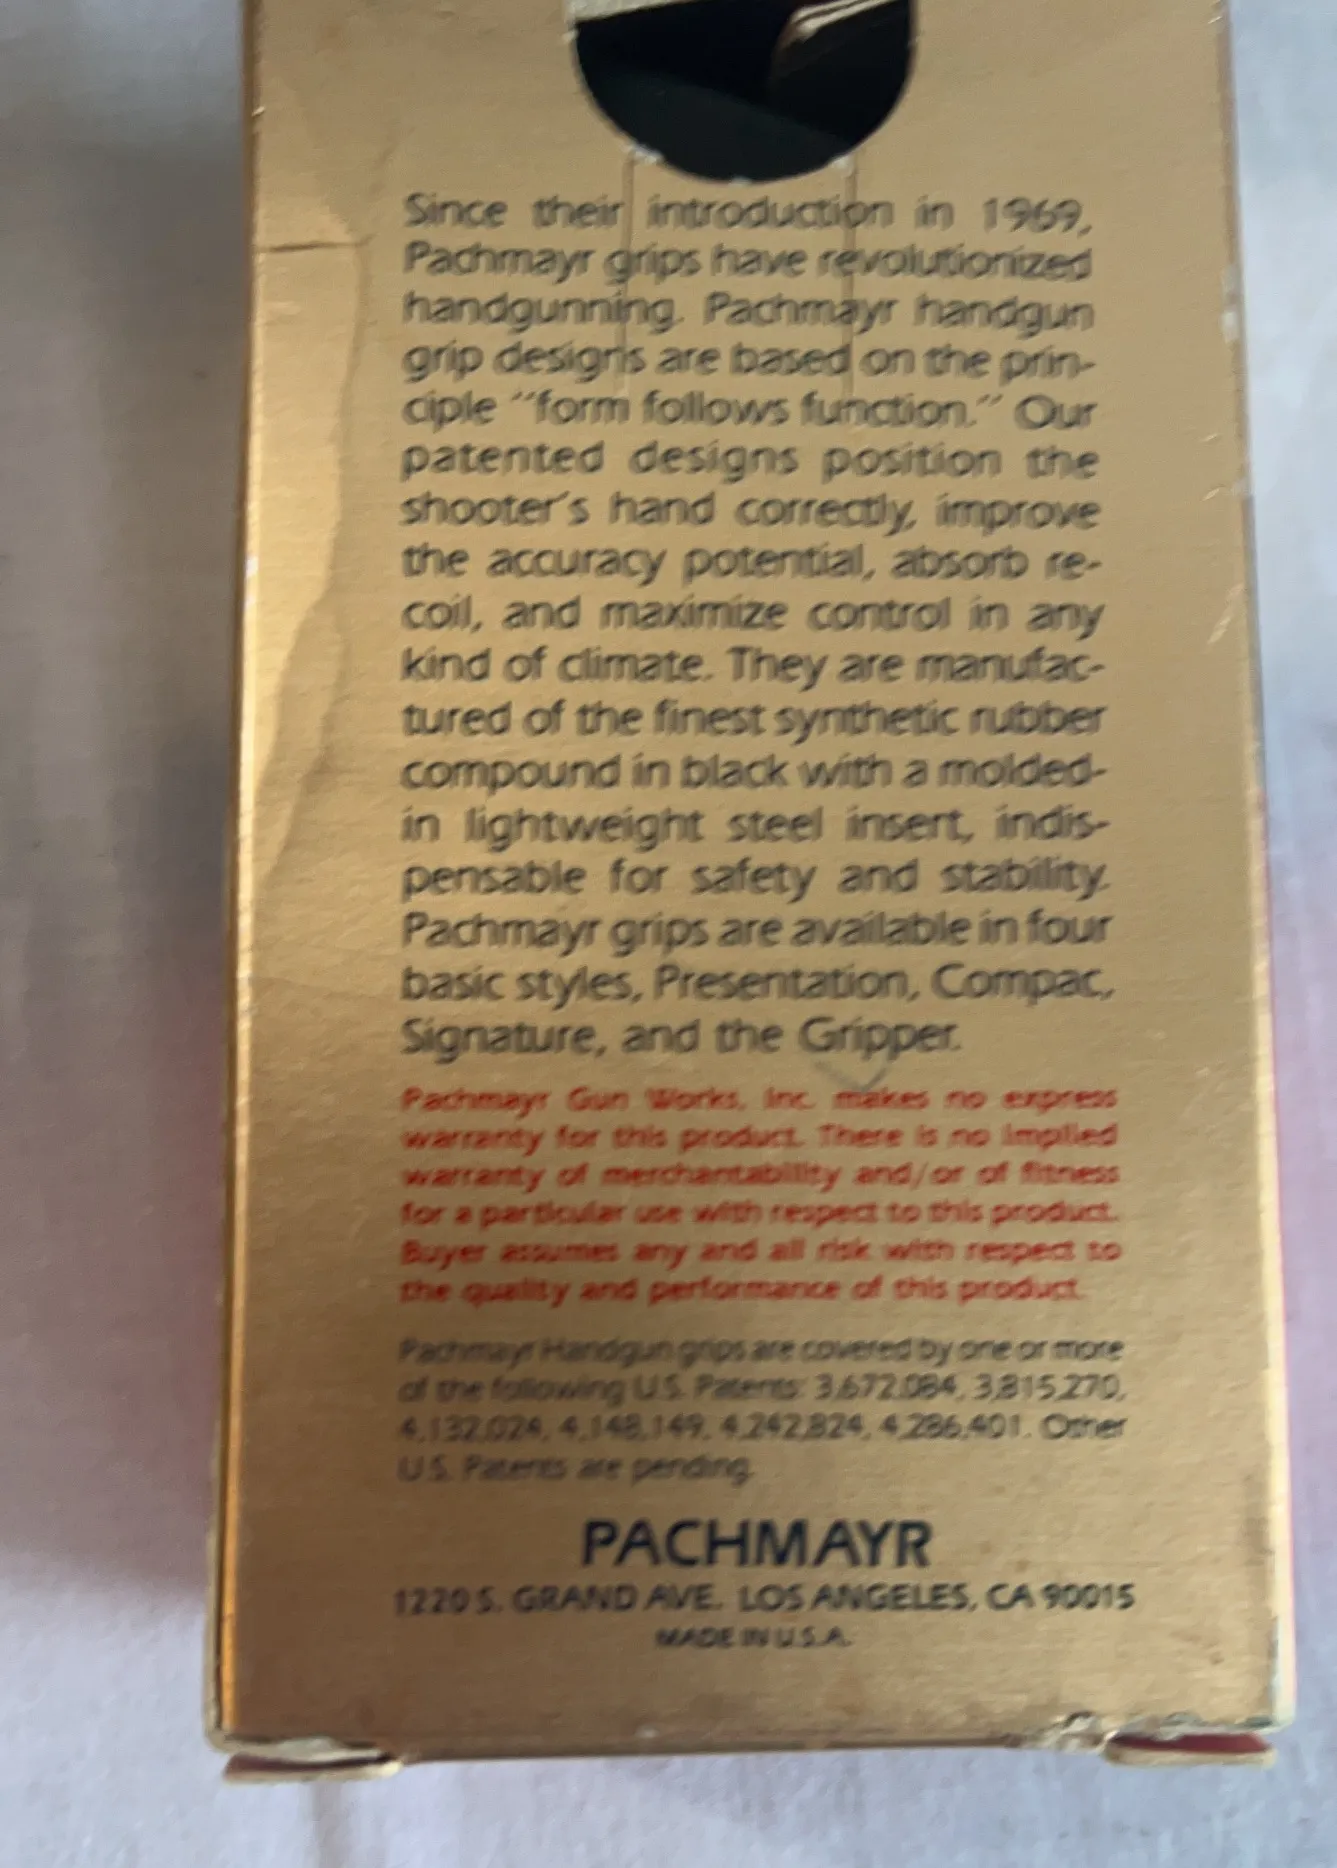 Since their introduction in 1969,
Pachmayr grips have revolutionized
handgunning. Pachmayr handgun
grip designs are based on the prin-
ciple "form follows function." Our
patented designs position the
shooter's hand correctly, improve
the accuracy potential, absorb re-
coil, and maximize control in any
kind of climate. They are manufac-
tured of the finest synthetic rubber
compound in black with a molded-
in lightweight steel insert, indis-
pensable for safety and stability.
Pachmayr grips are available in four
basic styles, Presentation, Compac,
Signature, and the Gripper.
Pachmayr Gun Works, Inc. makes no express
warranty for this product. There is no implied
warranty of merchantability and/or of fitness
for a particular use with respect to this product.
Buyer assumes any and all risk with respect to
the quality and performance of this product.
Pachmayr Handgun grips are covered by one or more
of the following U.S. Patents: 3,672,084, 3,815,270,
4,132,024, 4,148,149, 4,242,824, 4,286,401. Other
U.S. Patents are pending.
PACHMAYR
1220 S. GRAND AVE. LOS ANGELES, CA 90015
MADE IN U.S.A.